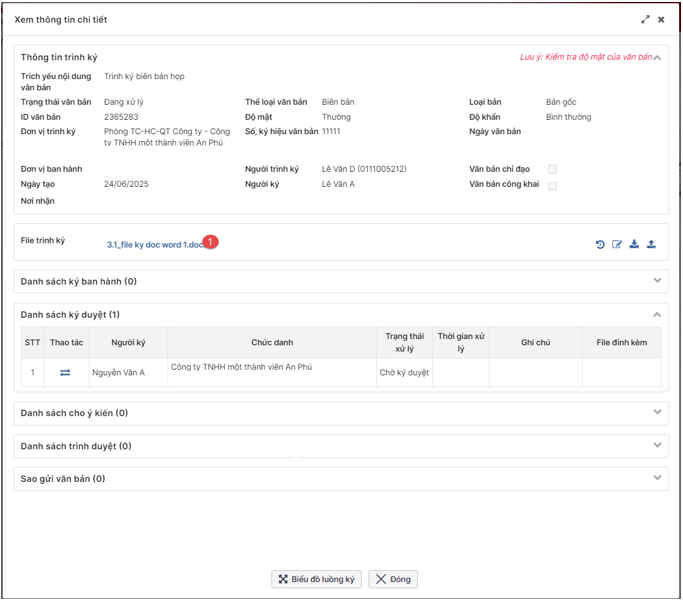 Xem thông tin chi tiết
Thông tin trình ký
Lưu ý: Kiểm tra độ mật của văn bản
Trích yếu nội dung văn bản Trình ký biên bản họp
Trạng thái văn bản Đang xử lý Thể loại văn bản Biên bản Loại bản Bản gốc
ID văn bản 2365283 Độ mật Thường Độ khẩn Bình thường
Đơn vị trình ký Phòng TC-HC-QT Công ty - Công ty TNHH một thành viên An Phú Số, ký hiệu văn bản 11111 Ngày văn bản
Đơn vị ban hành Người trình ký Lê Văn D (0111005212) Văn bản chỉ đạo
Ngày tạo 24/06/2025 Người ký Lê Văn A Văn bản công khai
Nơi nhận
File trình ký 3.1_file ky doc word 1.doc 1
Danh sách ký ban hành (0)
Danh sách ký duyệt (1)
STT Thao tác Người ký Chức danh Trạng thái xử lý Thời gian xử lý Ghi chú File đính kèm
1 Nguyễn Văn A Công ty TNHH một thành viên An Phú Chờ ký duyệt
Danh sách cho ý kiến (0)
Danh sách trình duyệt (0)
Sao gửi văn bản (0)
Biểu đồ luồng ký Đóng